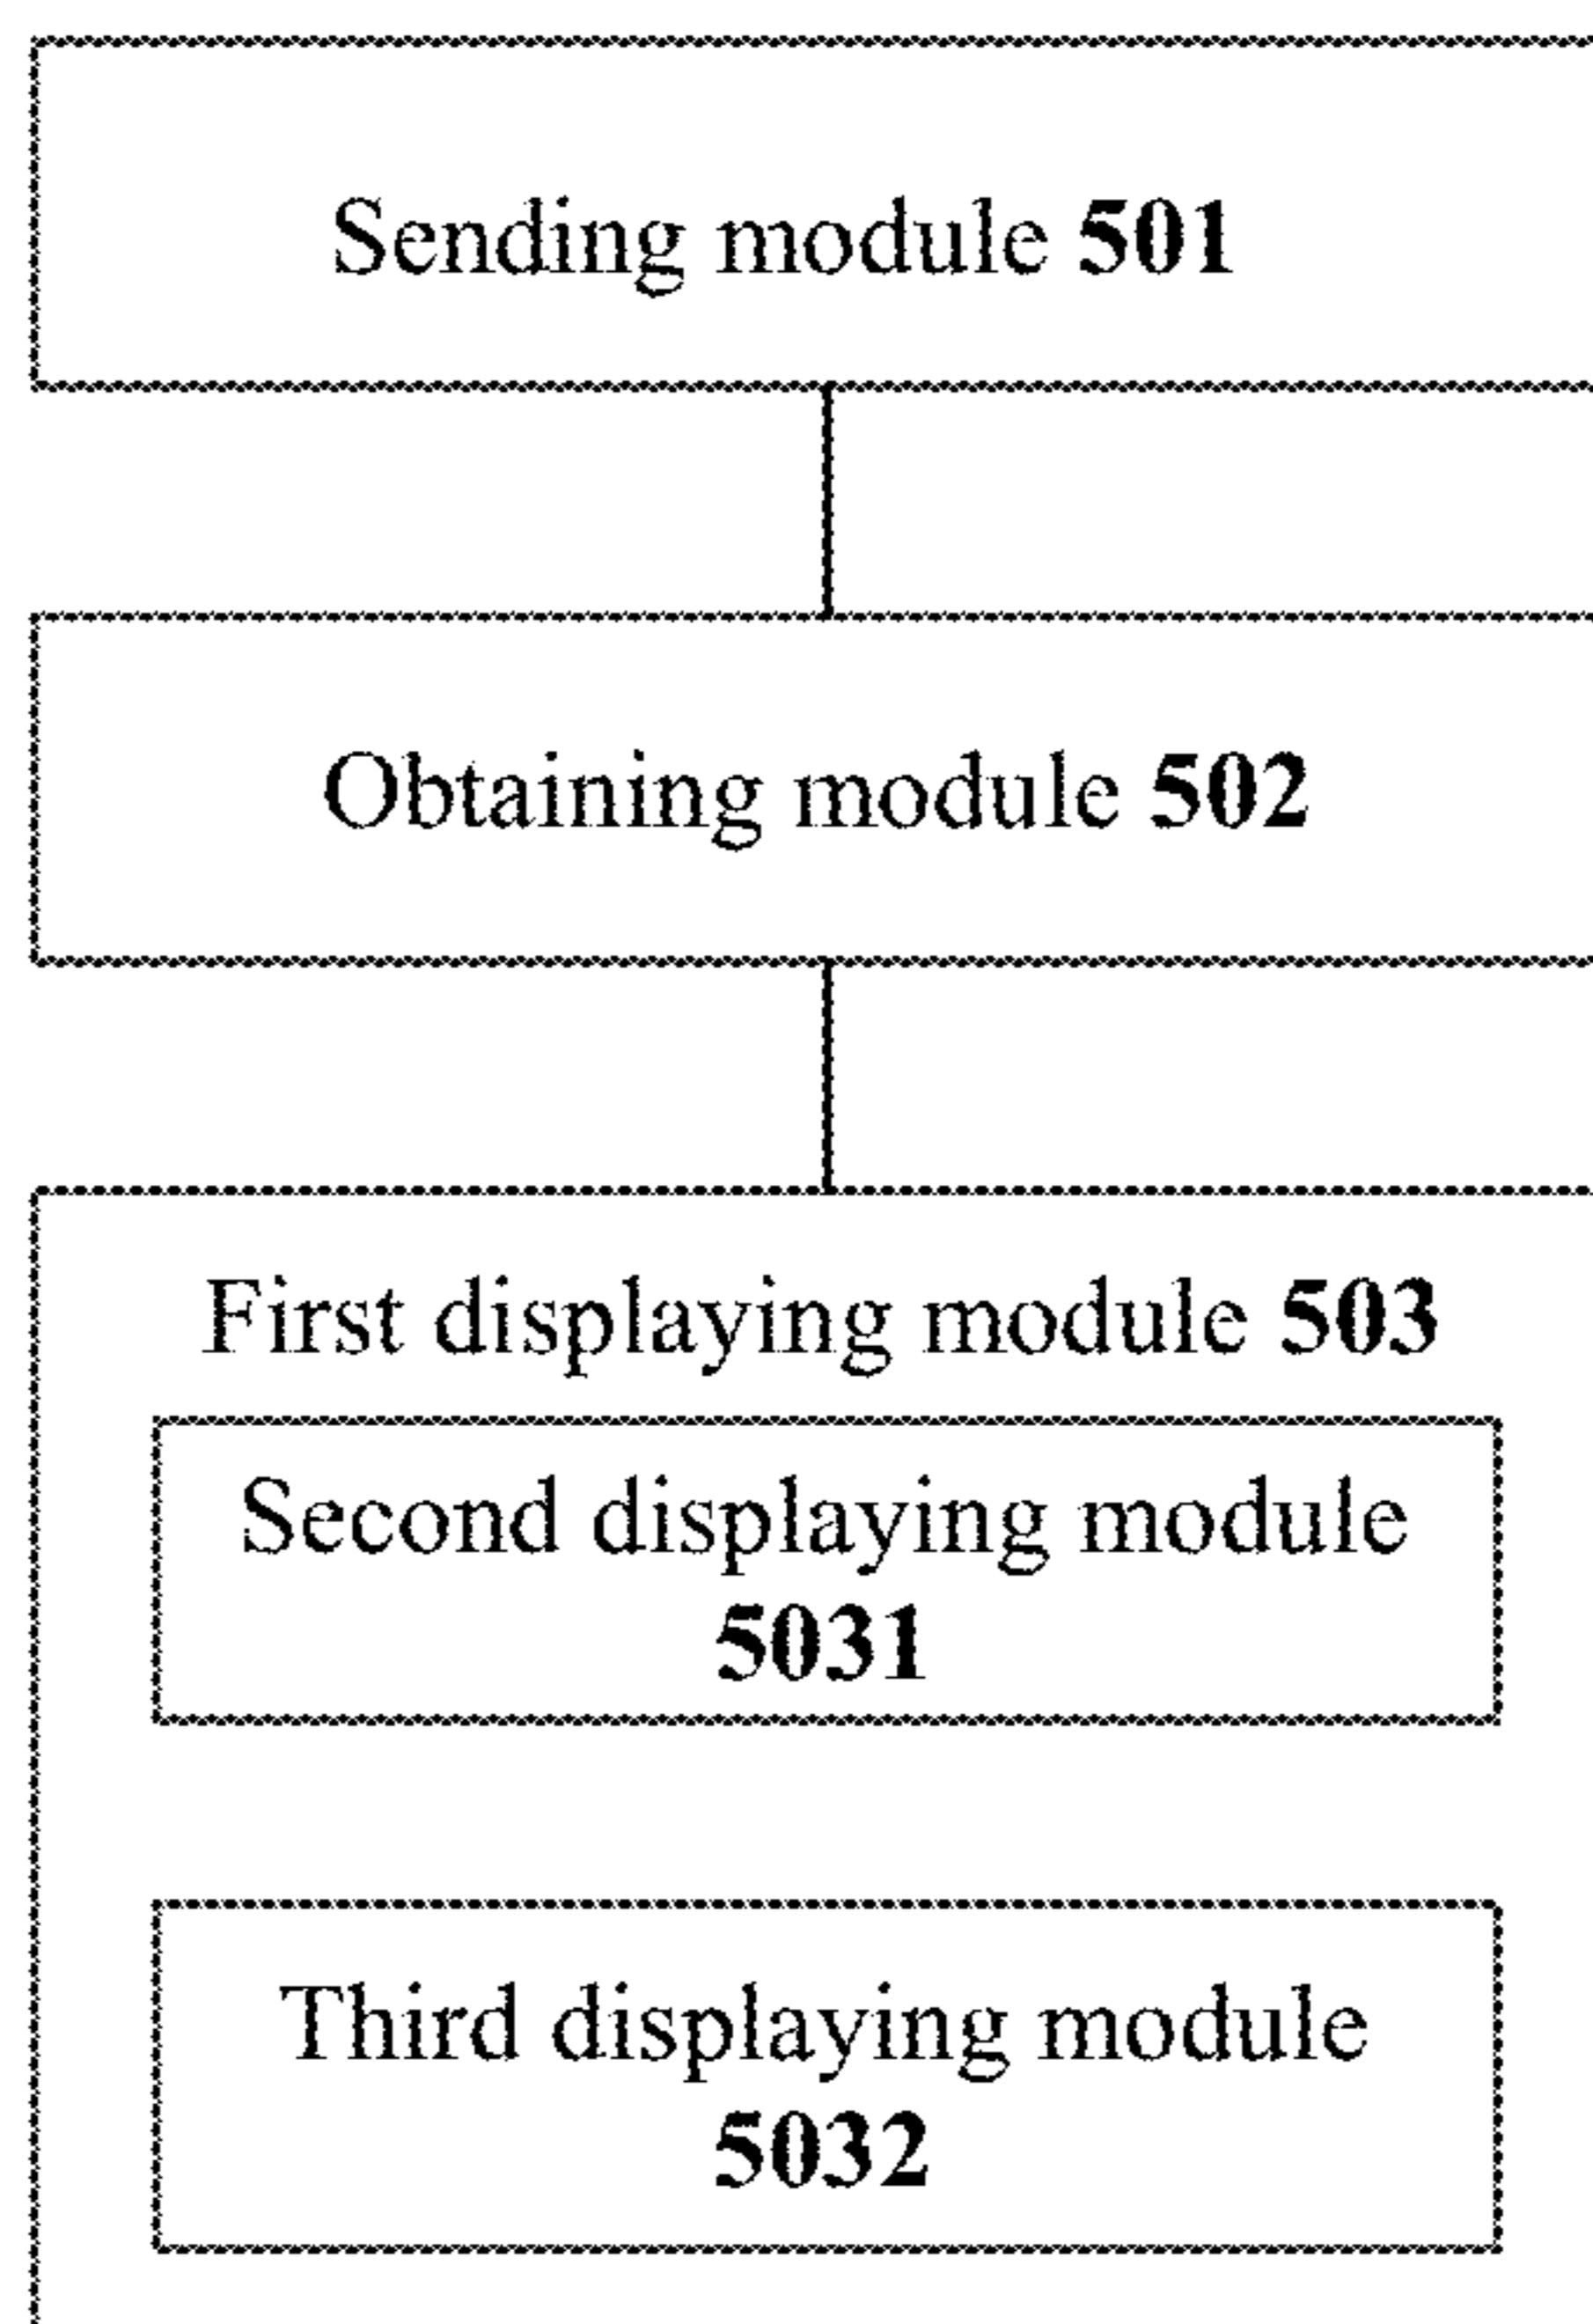 Sending module 501
Obtaining module 502
First displaying module 503
Second displaying module
5031
Third displaying module
5032